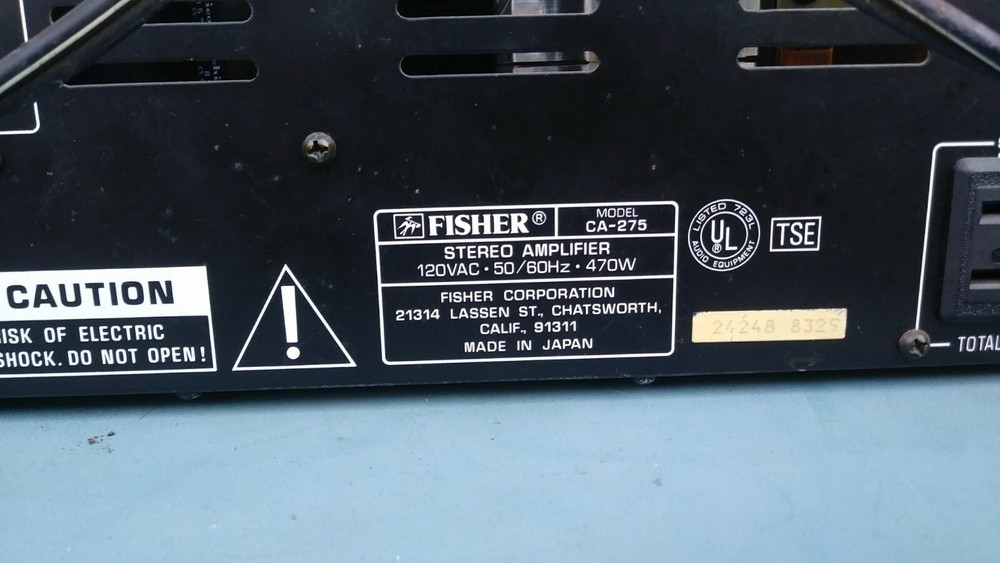 CAUTION
RISK OF ELECTRIC
SHOCK. DO NOT OPEN!
!
FISHER®
MODEL
CA-275
STEREO AMPLIFIER
120VAC • 50/60Hz • 470W
FISHER CORPORATION
21314 LASSEN ST., CHATSWORTH,
CALIF., 91311
MADE IN JAPAN
LISTED 723L
UL®
AUDIO EQUIPMENT
TSE
24248 8329
TOTAL